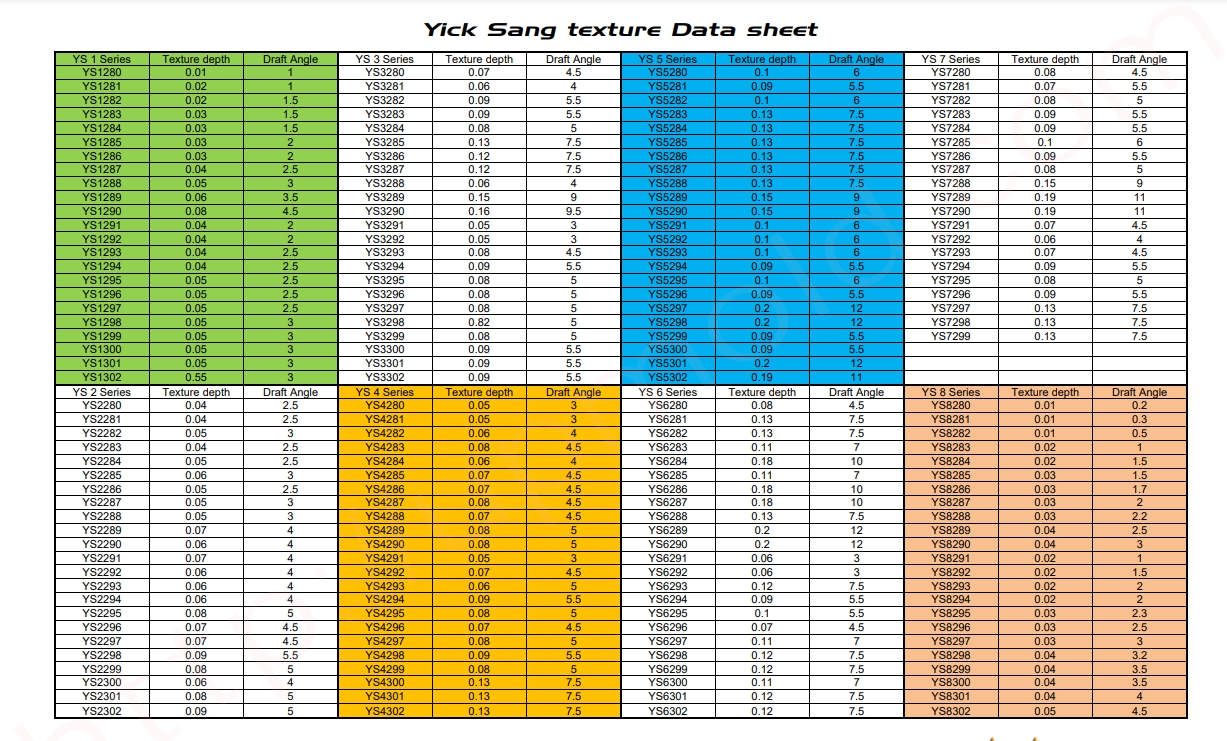 Yick Sang texture Data sheet
YS 1 Series Texture depth Draft Angle YS 3 Series Texture depth Draft Angle YS 5 Series Texture depth Draft Angle YS 7 Series Texture depth Draft Angle
YS1280 0.01 1 YS3280 0.07 4.5 YS5280 0.1 6 YS7280 0.08 4.5
YS1281 0.02 1 YS3281 0.06 4 YS5281 0.09 5.5 YS7281 0.07 5.5
YS1282 0.02 1.5 YS3282 0.09 5.5 YS5282 0.1 6 YS7282 0.08 5
YS1283 0.03 1.5 YS3283 0.09 5.5 YS5283 0.13 7.5 YS7283 0.09 5.5
YS1284 0.03 1.5 YS3284 0.08 5 YS5284 0.13 7.5 YS7284 0.09 5.5
YS1285 0.03 2 YS3285 0.13 7.5 YS5285 0.13 7.5 YS7285 0.1 6
YS1286 0.03 2 YS3286 0.12 7.5 YS5286 0.13 7.5 YS7286 0.09 5.5
YS1287 0.04 2.5 YS3287 0.12 7.5 YS5287 0.13 7.5 YS7287 0.08 5
YS1288 0.05 3 YS3288 0.06 4 YS5288 0.13 7.5 YS7288 0.15 9
YS1289 0.06 3.5 YS3289 0.15 9 YS5289 0.15 9 YS7289 0.19 11
YS1290 0.08 4.5 YS3290 0.16 9.5 YS5290 0.15 9 YS7290 0.19 11
YS1291 0.04 2 YS3291 0.05 3 YS5291 0.1 6 YS7291 0.07 4.5
YS1292 0.04 2 YS3292 0.05 3 YS5292 0.1 6 YS7292 0.06 4
YS1293 0.04 2.5 YS3293 0.08 4.5 YS5293 0.1 6 YS7293 0.07 4.5
YS1294 0.04 2.5 YS3294 0.09 5.5 YS5294 0.09 5.5 YS7294 0.09 5.5
YS1295 0.05 2.5 YS3295 0.08 5 YS5295 0.1 6 YS7295 0.08 5
YS1296 0.05 2.5 YS3296 0.08 5 YS5296 0.09 5.5 YS7296 0.09 5.5
YS1297 0.05 2.5 YS3297 0.08 5 YS5297 0.2 12 YS7297 0.13 7.5
YS1298 0.05 3 YS3298 0.82 5 YS5298 0.2 12 YS7298 0.13 7.5
YS1299 0.05 3 YS3299 0.08 5 YS5299 0.09 5.5 YS7299 0.13 7.5
YS1300 0.05 3 YS3300 0.09 5.5 YS5300 0.09 5.5
YS1301 0.05 3 YS3301 0.09 5.5 YS5301 0.2 12
YS1302 0.55 3 YS3302 0.09 5.5 YS5302 0.19 11
YS 2 Series Texture depth Draft Angle YS 4 Series Texture depth Draft Angle YS 6 Series Texture depth Draft Angle YS 8 Series Texture depth Draft Angle
YS2280 0.04 2.5 YS4280 0.05 3 YS6280 0.08 4.5 YS8280 0.01 0.2
YS2281 0.04 2.5 YS4281 0.05 3 YS6281 0.13 7.5 YS8281 0.01 0.3
YS2282 0.05 3 YS4282 0.06 4 YS6282 0.13 7.5 YS8282 0.01 0.5
YS2283 0.04 2.5 YS4283 0.08 4.5 YS6283 0.11 7 YS8283 0.02 1
YS2284 0.05 2.5 YS4284 0.06 4 YS6284 0.18 10 YS8284 0.02 1.5
YS2285 0.06 3 YS4285 0.07 4.5 YS6285 0.11 7 YS8285 0.03 1.5
YS2286 0.05 2.5 YS4286 0.07 4.5 YS6286 0.18 10 YS8286 0.03 1.7
YS2287 0.05 3 YS4287 0.08 4.5 YS6287 0.18 10 YS8287 0.03 2
YS2288 0.05 3 YS4288 0.07 4.5 YS6288 0.13 7.5 YS8288 0.03 2.2
YS2289 0.07 4 YS4289 0.08 5 YS6289 0.2 12 YS8289 0.04 2.5
YS2290 0.06 4 YS4290 0.08 5 YS6290 0.2 12 YS8290 0.04 3
YS2291 0.07 4 YS4291 0.05 3 YS6291 0.06 3 YS8291 0.02 1
YS2292 0.06 4 YS4292 0.07 4.5 YS6292 0.06 3 YS8292 0.02 1.5
YS2293 0.06 4 YS4293 0.06 5 YS6293 0.12 7.5 YS8293 0.02 2
YS2294 0.06 4 YS4294 0.09 5.5 YS6294 0.09 5.5 YS8294 0.02 2
YS2295 0.08 5 YS4295 0.08 5 YS6295 0.1 5.5 YS8295 0.03 2.3
YS2296 0.07 4.5 YS4296 0.07 4.5 YS6296 0.07 4.5 YS8296 0.03 2.5
YS2297 0.07 4.5 YS4297 0.08 5 YS6297 0.11 7 YS8297 0.03 3
YS2298 0.09 5.5 YS4298 0.09 5.5 YS6298 0.12 7.5 YS8298 0.04 3.2
YS2299 0.08 5 YS4299 0.08 5 YS6299 0.12 7.5 YS8299 0.04 3.5
YS2300 0.06 4 YS4300 0.13 7.5 YS6300 0.11 7 YS8300 0.04 3.5
YS2301 0.08 5 YS4301 0.13 7.5 YS6301 0.12 7.5 YS8301 0.04 4
YS2302 0.09 5 YS4302 0.13 7.5 YS6302 0.12 7.5 YS8302 0.05 4.5